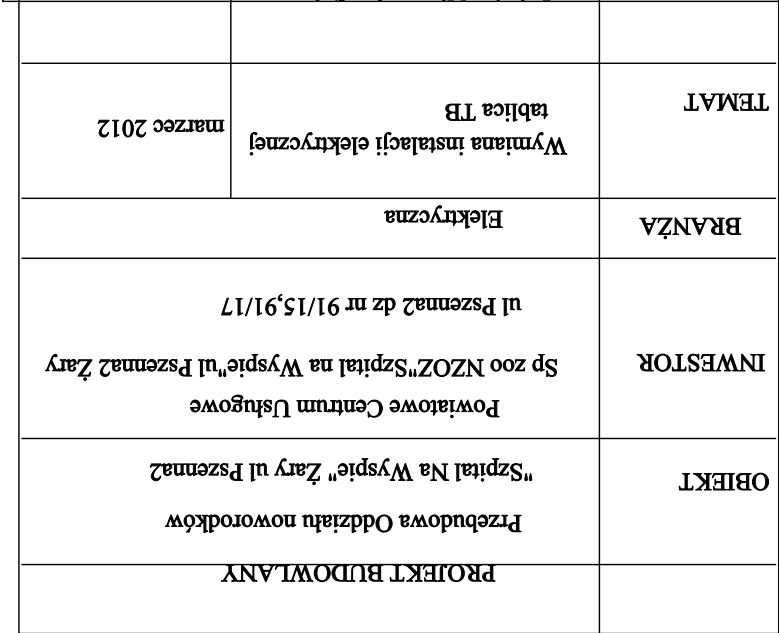 PROJEKT BUDOWLANY
OBIEKT
Przebudowa Oddziału noworodków
"Szpital Na Wyspie" Żary ul Pszenna2
INWESTOR
Powiatowe Centrum Usługowe
Sp zoo NZOZ"Szpital na Wyspie"ul Pszenna2 Żary
ul Pszenna2 dz nr 91/15,91/17
BRANŻA
Elektryczna
TEMAT
Wymiana instalacji elektrycznej
tablica TB
marzec 2012